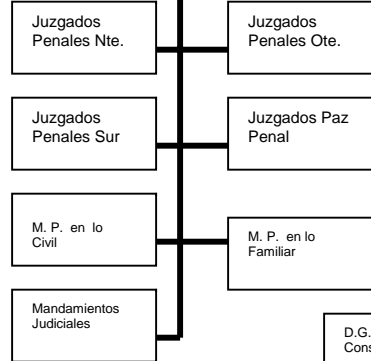 Juzgados
Penales Nte.
Juzgados
Penales Ote.
Juzgados
Penales Sur
Juzgados Paz
Penal
M. P. en lo
Civil
M. P. en lo
Familiar
Mandamientos
Judiciales
D.G.
Cons